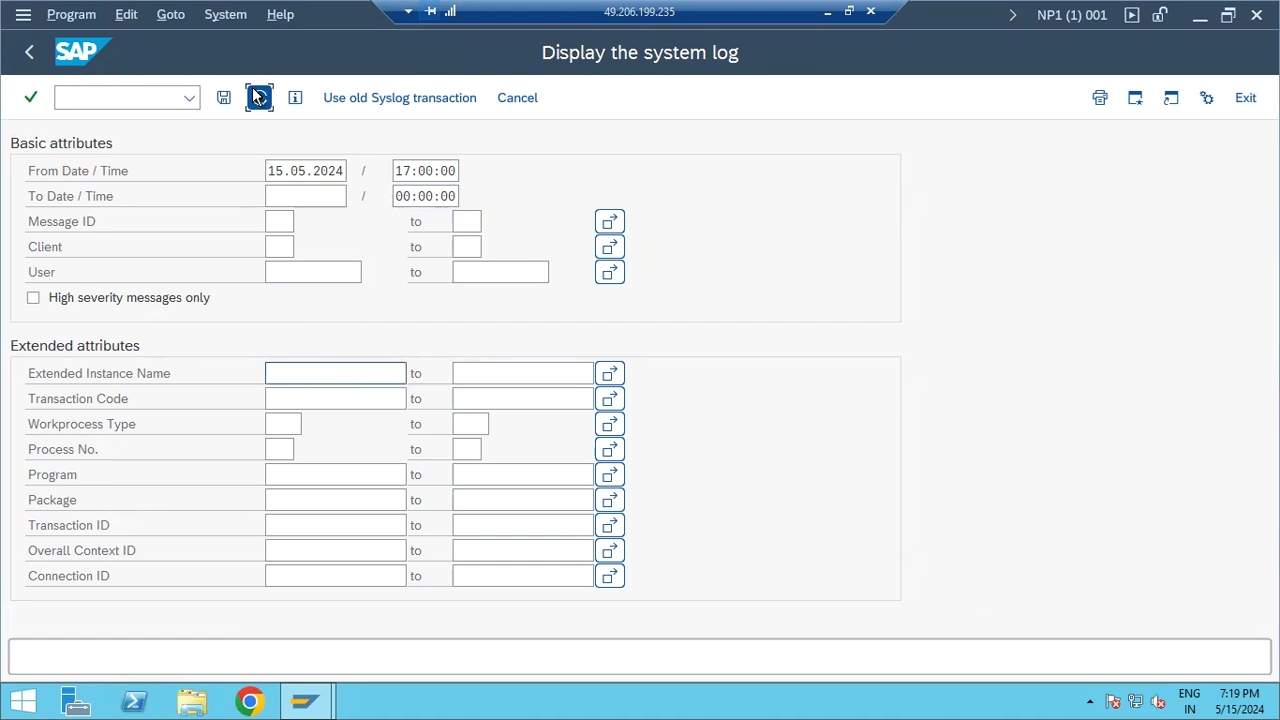 Program Edit Goto System Help 49.206.199.235 NP1 (1) 001
SAP Display the system log
Use old Syslog transaction Cancel Exit
Basic attributes
From Date / Time 15.05.2024 / 17:00:00
To Date / Time / 00:00:00
Message ID to
Client to
User to
High severity messages only
Extended attributes
Extended Instance Name to
Transaction Code to
Workprocess Type to
Process No. to
Program to
Package to
Transaction ID to
Overall Context ID to
Connection ID to
ENG 7:19 PM
IN 5/15/2024